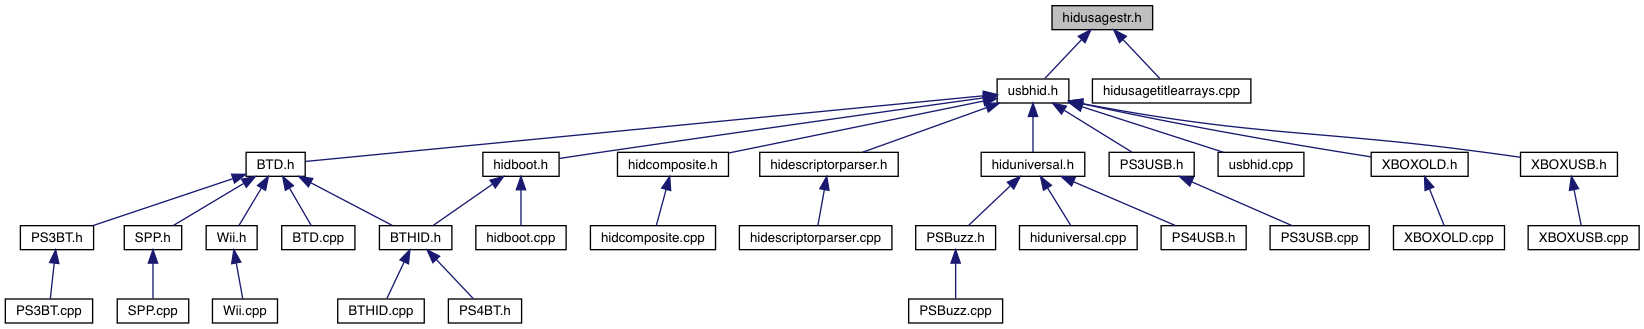 hidusagestr.h
usbhid.h
hidusagetitlearrays.cpp
BTD.h
hidboot.h
hidcomposite.h
hidescriptorparser.h
hiduniversal.h
PS3USB.h
usbhid.cpp
XBOXOLD.h
XBOXUSB.h
PS3BT.h
SPP.h
Wii.h
BTD.cpp
BTHID.h
hidboot.cpp
hidcomposite.cpp
hidescriptorparser.cpp
PSBuzz.h
hiduniversal.cpp
PS4USB.h
PS3USB.cpp
XBOXOLD.cpp
XBOXUSB.cpp
PS3BT.cpp
SPP.cpp
Wii.cpp
BTHID.cpp
PS4BT.h
PSBuzz.cpp